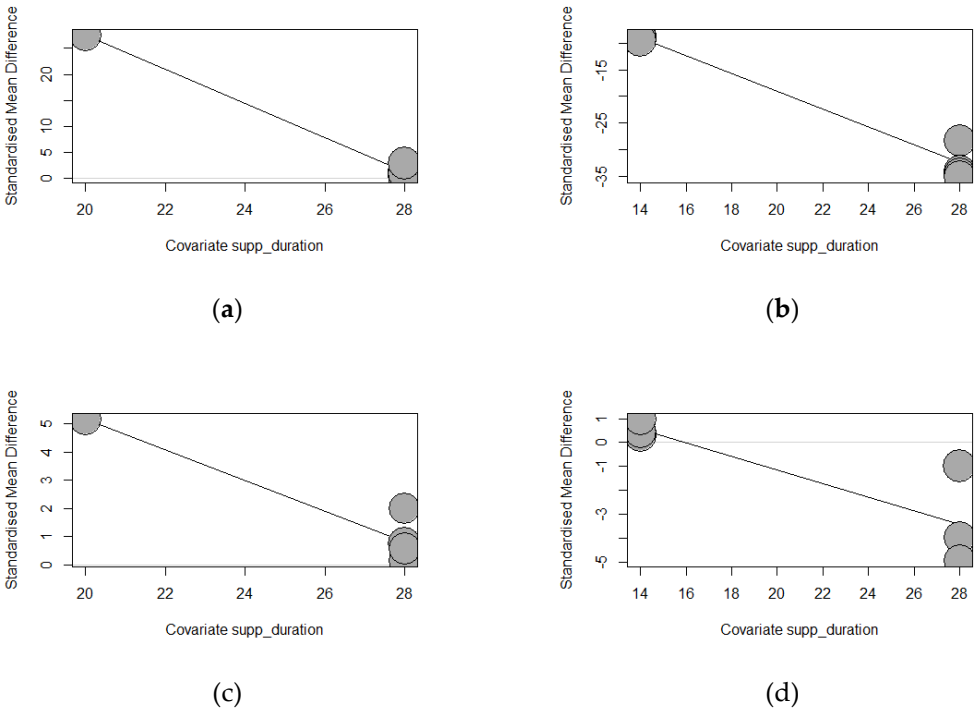 Standardised Mean Difference
20
10
5
0
20 22 24 26 28
Covariate supp_duration
(a)
Standardised Mean Difference
-15
-25
-35
14 16 18 20 22 24 26 28
Covariate supp_duration
(b)
Standardised Mean Difference
5
4
3
2
1
0
20 22 24 26 28
Covariate supp_duration
(c)
Standardised Mean Difference
1
0
-1
-3
-5
14 16 18 20 22 24 26 28
Covariate supp_duration
(d)